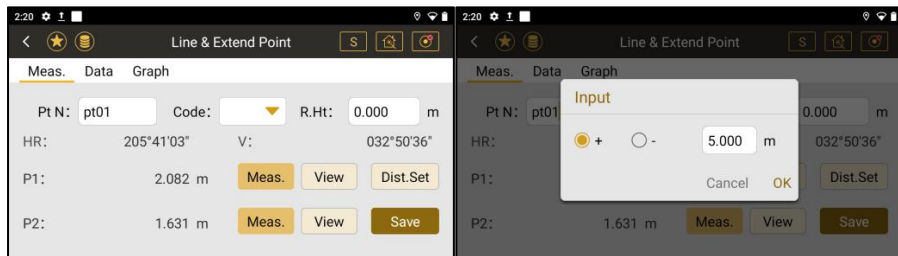 2:20
Line & Extend Point
S
Meas. Data Graph
Pt N: pt01 Code: R.Ht: 0.000 m
HR: 205°41'03" V: 032°50'36"
P1: 2.082 m Meas. View Dist.Set
P2: 1.631 m Meas. View Save
2:20
Line & Extend Point
S
Meas. Data Graph
Input
Pt N: pt01 0.000 m
HR: + - 5.000 m 032°50'36"
P1: Cancel OK Dist.Set
P2: 1.631 m Meas. View Save